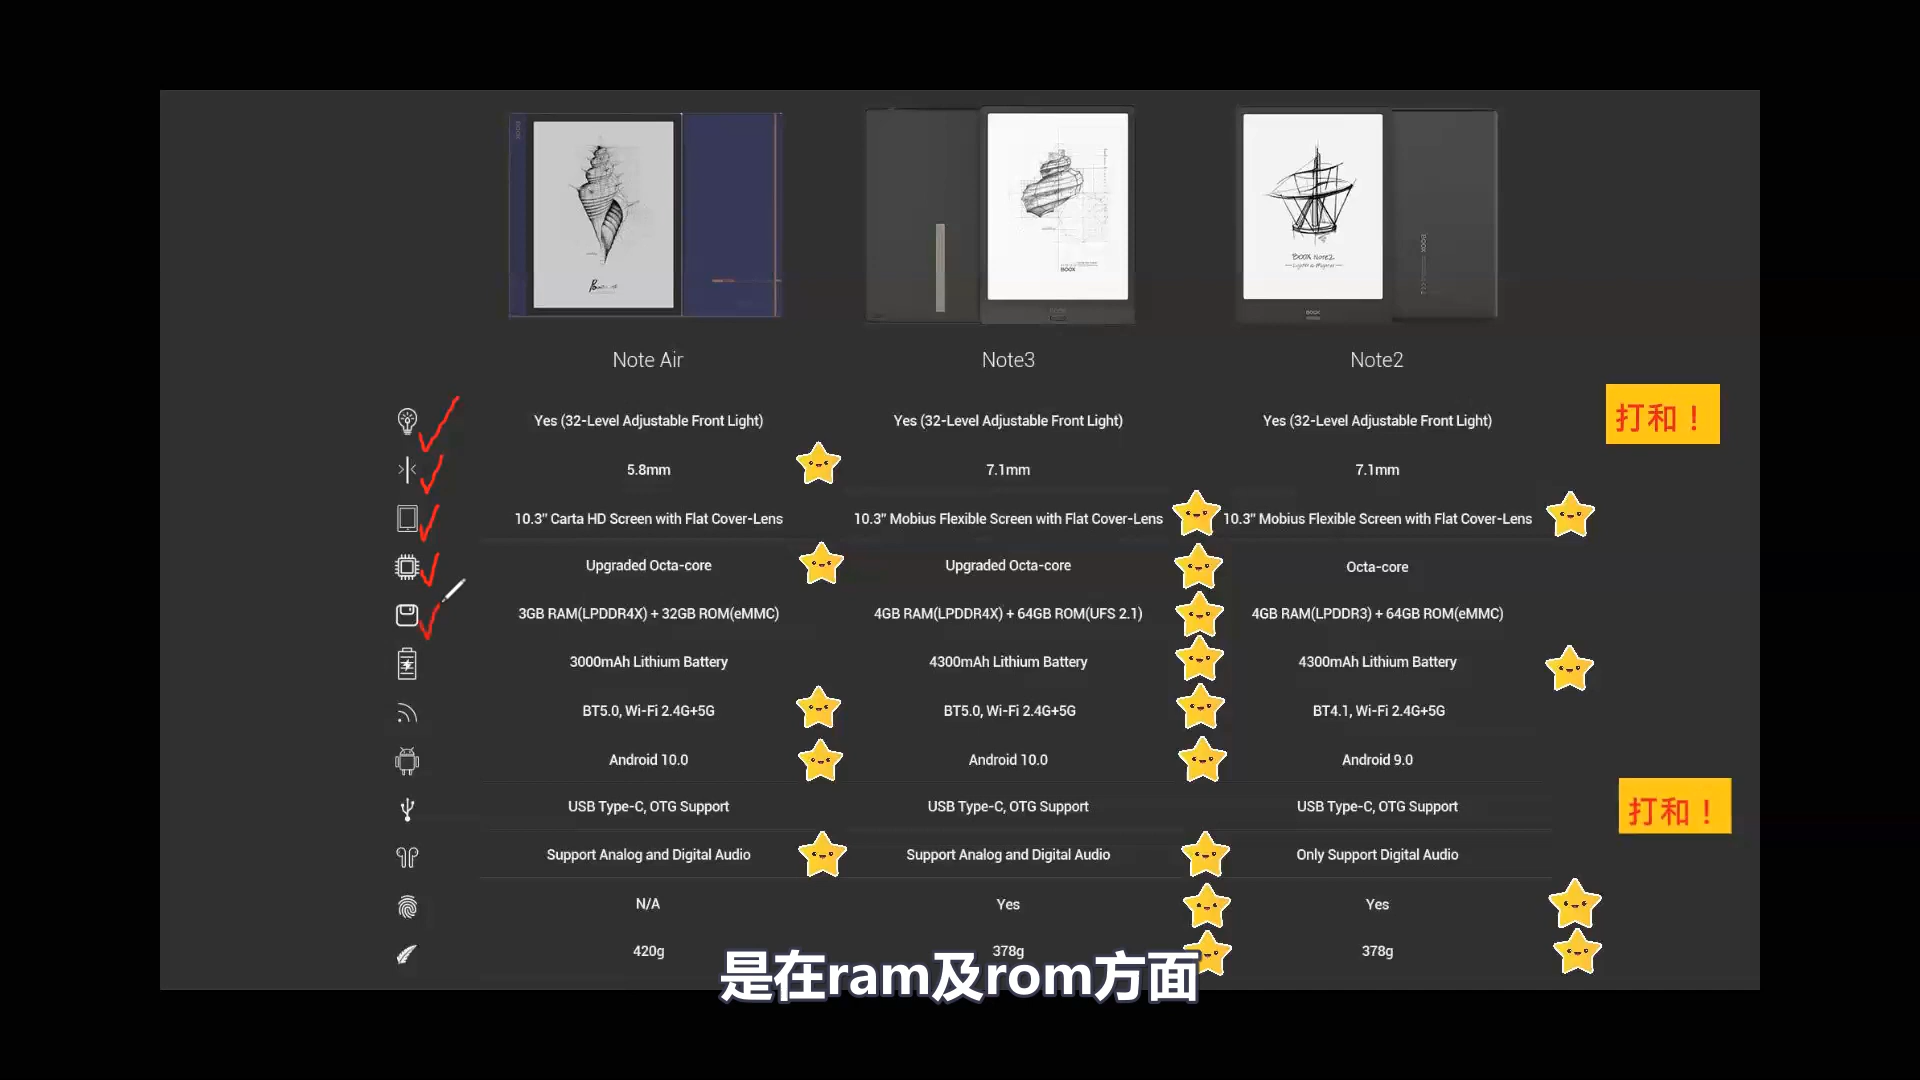 BOOX
BOOX Note2
BOOX
Note Air
Note3
Note2
Yes (32-Level Adjustable Front Light)
Yes (32-Level Adjustable Front Light)
Yes (32-Level Adjustable Front Light)
打和！
5.8mm
7.1mm
7.1mm
10.3" Carta HD Screen with Flat Cover-Lens
10.3" Mobius Flexible Screen with Flat Cover-Lens
10.3" Mobius Flexible Screen with Flat Cover-Lens
Upgraded Octa-core
Upgraded Octa-core
Octa-core
3GB RAM(LPDDR4X) + 32GB ROM(eMMC)
4GB RAM(LPDDR4X) + 64GB ROM(UFS 2.1)
4GB RAM(LPDDR3) + 64GB ROM(eMMC)
3000mAh Lithium Battery
4300mAh Lithium Battery
4300mAh Lithium Battery
BT5.0, Wi-Fi 2.4G+5G
BT5.0, Wi-Fi 2.4G+5G
BT4.1, Wi-Fi 2.4G+5G
Android 10.0
Android 10.0
Android 9.0
USB Type-C, OTG Support
USB Type-C, OTG Support
USB Type-C, OTG Support
打和！
Support Analog and Digital Audio
Support Analog and Digital Audio
Only Support Digital Audio
N/A
Yes
Yes
420g
378g
378g
是在ram及rom方面